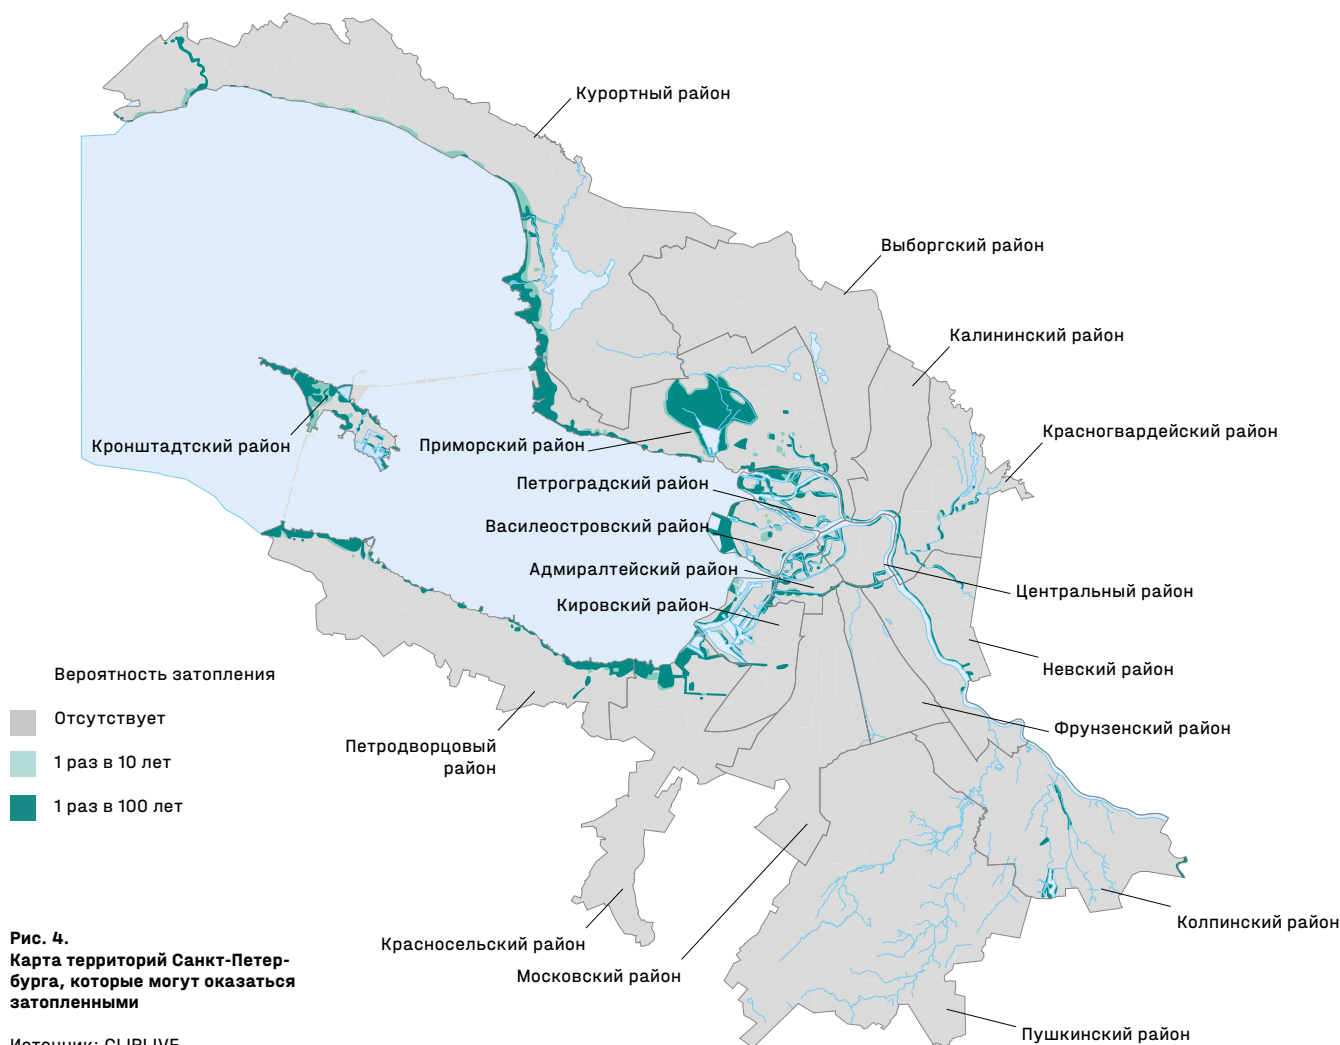 Курортный район
Выборгский район
Калининский район
Красногвардейский район
Кронштадтский район
Приморский район
Петроградский район
Василеостровский район
Адмиралтейский район
Центральный район
Кировский район
Невский район
Фрунзенский район
Петродворцовый
район
Колпинский район
Красносельский район
Московский район
Пушкинский район
Вероятность затопления
Отсутствует
1 раз в 10 лет
1 раз в 100 лет
Рис. 4.
Карта территорий Санкт-Петер-
бурга, которые могут оказаться
затопленными
Источник: CLIPLIVE